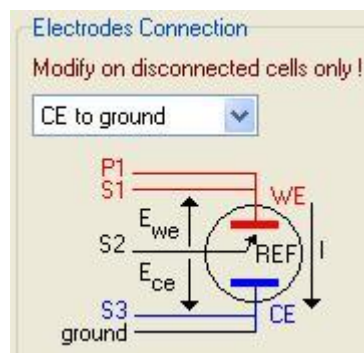 Electrodes Connection
Modify on disconnected cells only !
CE to ground
P1
S1
WE
Ewe
S2
REF
I
Ece
S3
CE
ground